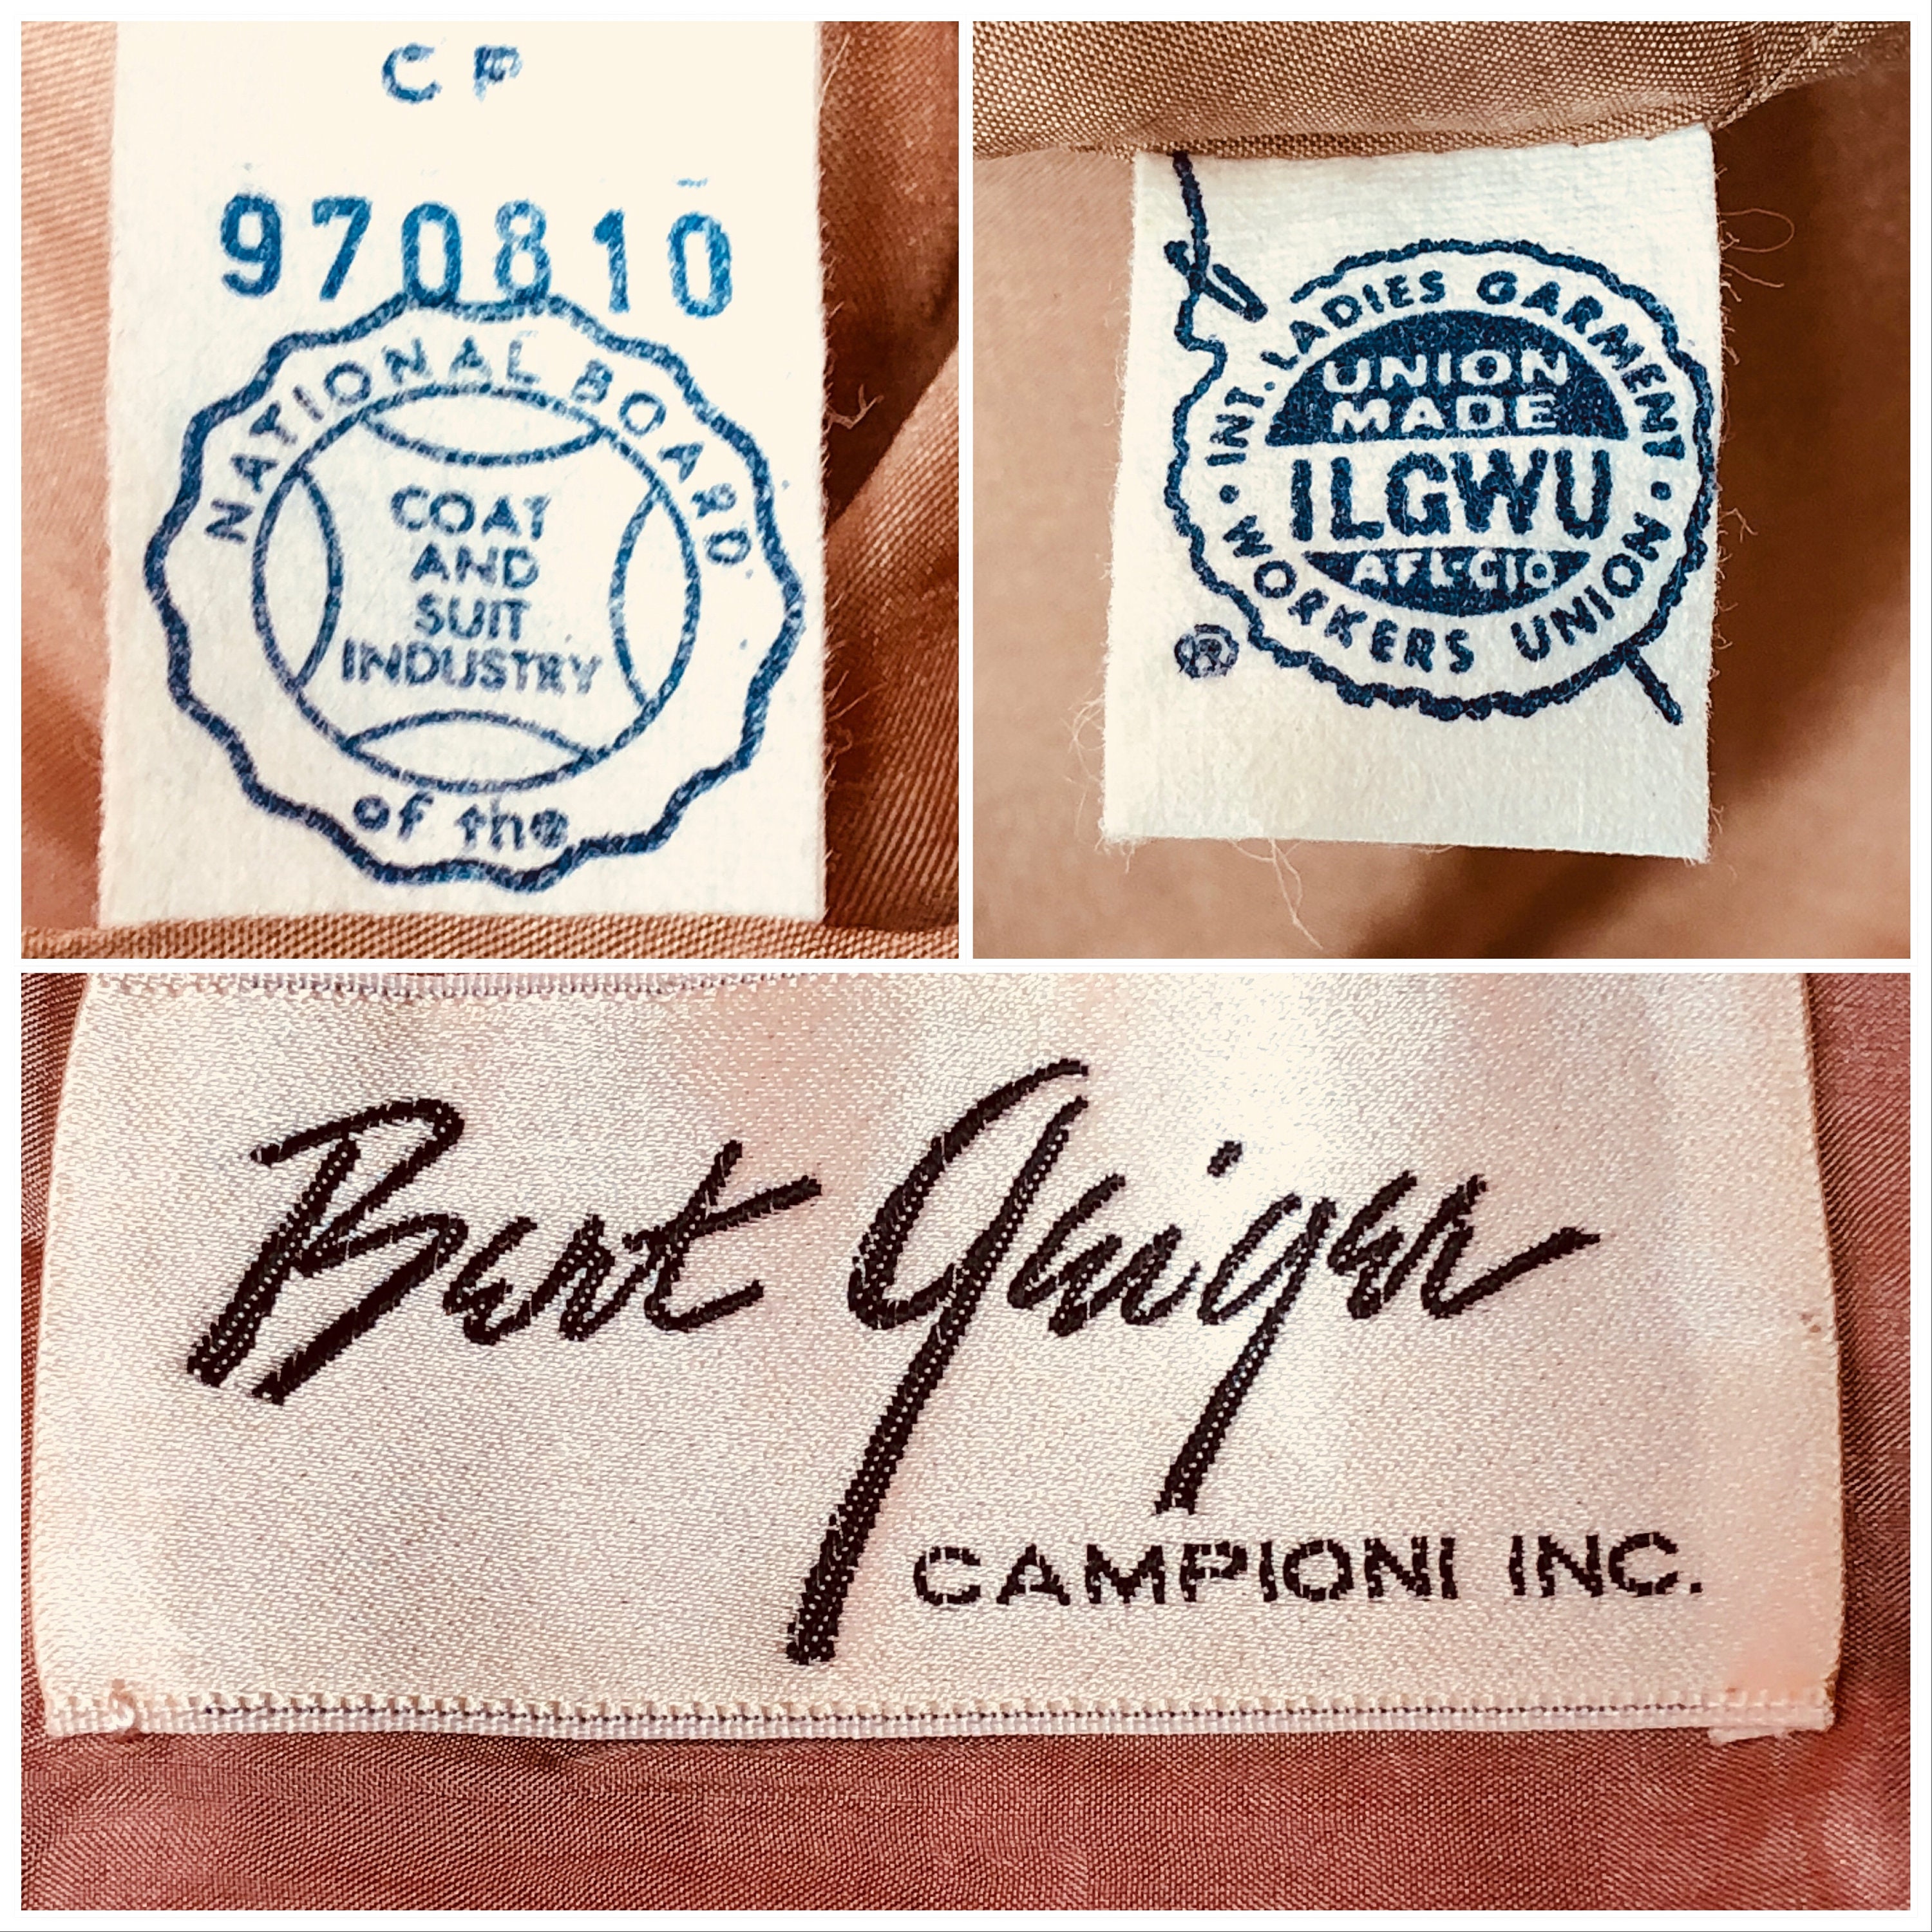 C P
970810
NATIONAL BOARD
COAT
AND
SUIT
INDUSTRY
of the
INT. LADIES GARMENT
UNION
MADE
ILGWU
AFL-CIO
WORKERS UNION
®
Bert Geiger
CAMPIONI INC.